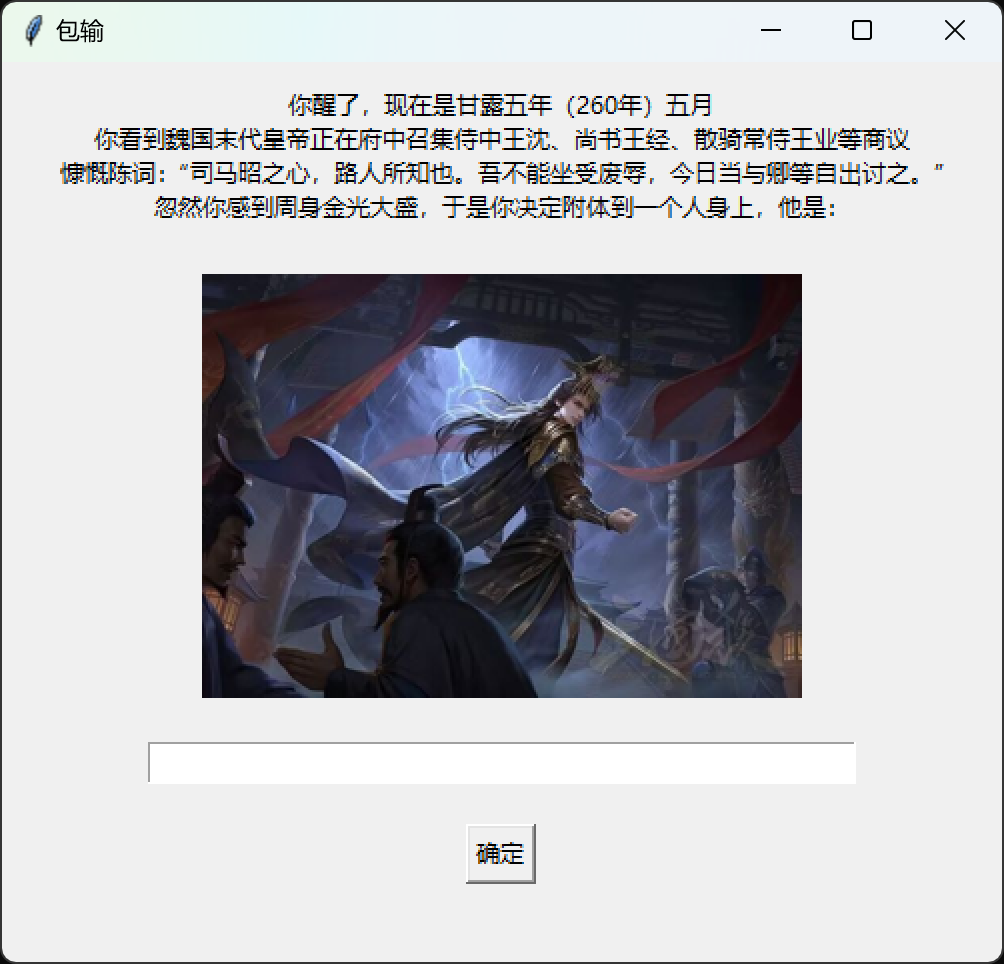 包输
你醒了，现在是甘露五年（260年）五月
你看到魏国末代皇帝正在府中召集侍中王沈、尚书王经、散骑常侍王业等商议
慷慨陈词：“司马昭之心，路人所知也。吾不能坐受废辱，今日当与卿等自出讨之。”
忽然你感到周身金光大盛，于是你决定附体到一个人身上，他是：
确定